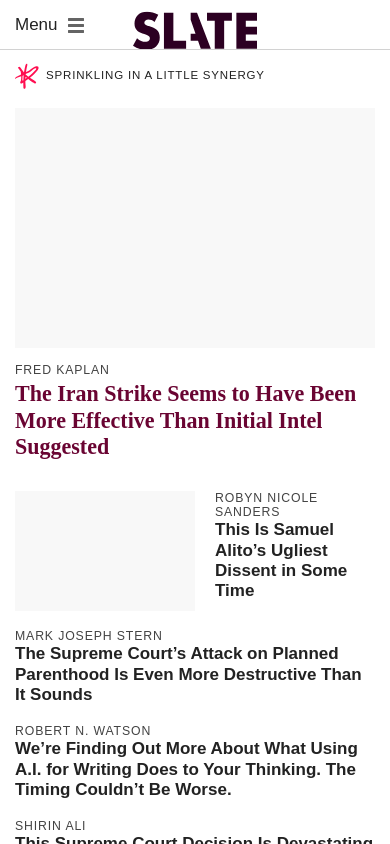 Menu
SLATE
SPRINKLING IN A LITTLE SYNERGY
FRED KAPLAN
The Iran Strike Seems to Have Been
More Effective Than Initial Intel
Suggested
ROBYN NICOLE
SANDERS
This Is Samuel
Alito’s Ugliest
Dissent in Some
Time
MARK JOSEPH STERN
The Supreme Court’s Attack on Planned
Parenthood Is Even More Destructive Than
It Sounds
ROBERT N. WATSON
We’re Finding Out More About What Using
A.I. for Writing Does to Your Thinking. The
Timing Couldn’t Be Worse.
SHIRIN ALI
This Supreme Court Decision Is Devastating